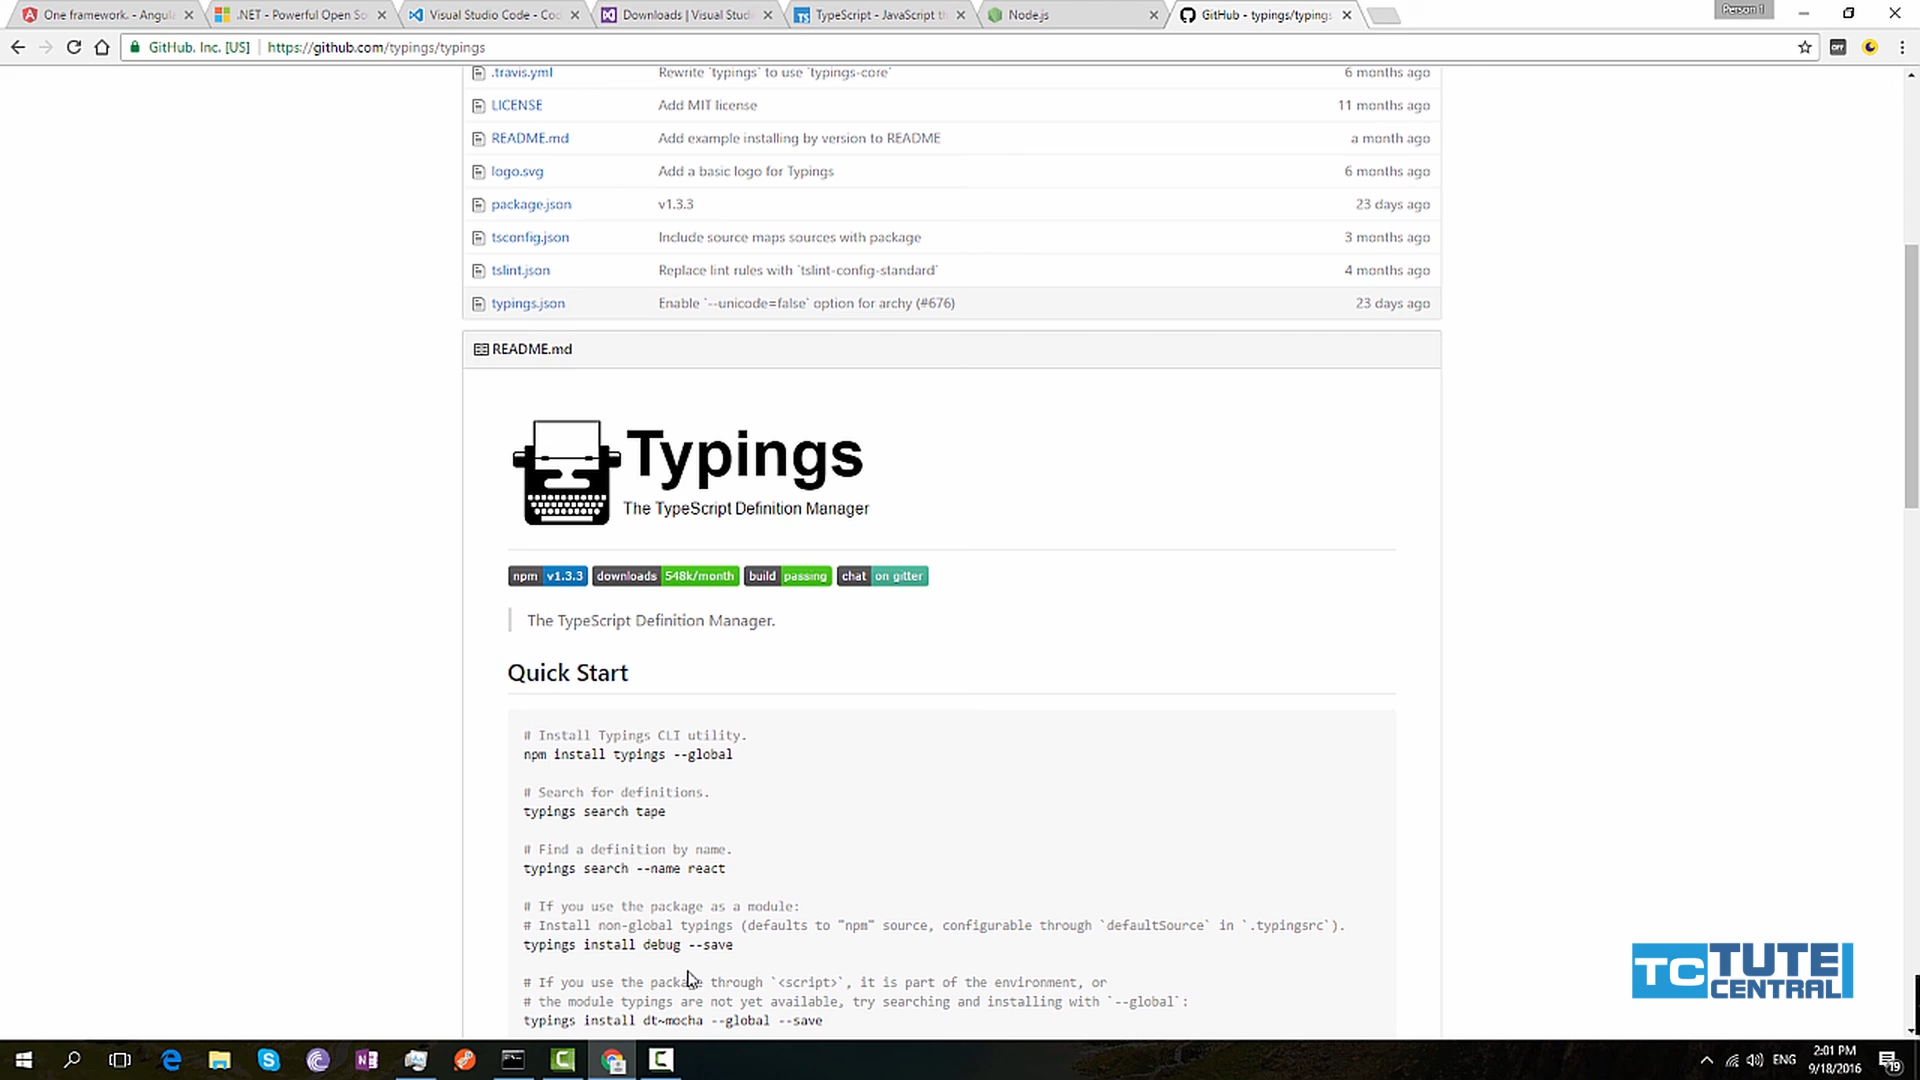 One framework. - Angula
.NET - Powerful Open So
Visual Studio Code - Cod
Downloads | Visual Studi
TypeScript - JavaScript th
Node.js
GitHub - typings/typings:
Person 1
GitHub, Inc. [US]
https://github.com/typings/typings
OFF
.travis.yml Rewrite `typings` to use `typings-core` 6 months ago
LICENSE Add MIT license 11 months ago
README.md Add example installing by version to README a month ago
logo.svg Add a basic logo for Typings 6 months ago
package.json v1.3.3 23 days ago
tsconfig.json Include source maps sources with package 3 months ago
tslint.json Replace lint rules with `tslint-config-standard` 4 months ago
typings.json Enable `--unicode=false` option for archy (#676) 23 days ago
README.md
Typings
The TypeScript Definition Manager
npm v1.3.3 downloads 548k/month build passing chat on gitter
The TypeScript Definition Manager.
Quick Start
# Install Typings CLI utility.
npm install typings --global
# Search for definitions.
typings search tape
# Find a definition by name.
typings search --name react
# If you use the package as a module:
# Install non-global typings (defaults to "npm" source, configurable through `defaultSource` in `.typingsrc`).
typings install debug --save
# If you use the package through `<script>`, it is part of the environment, or
# the module typings are not yet available, try searching and installing with `--global`:
typings install dt~mocha --global --save
TC TUTE
CENTRAL
ENG
2:01 PM
9/18/2016
19